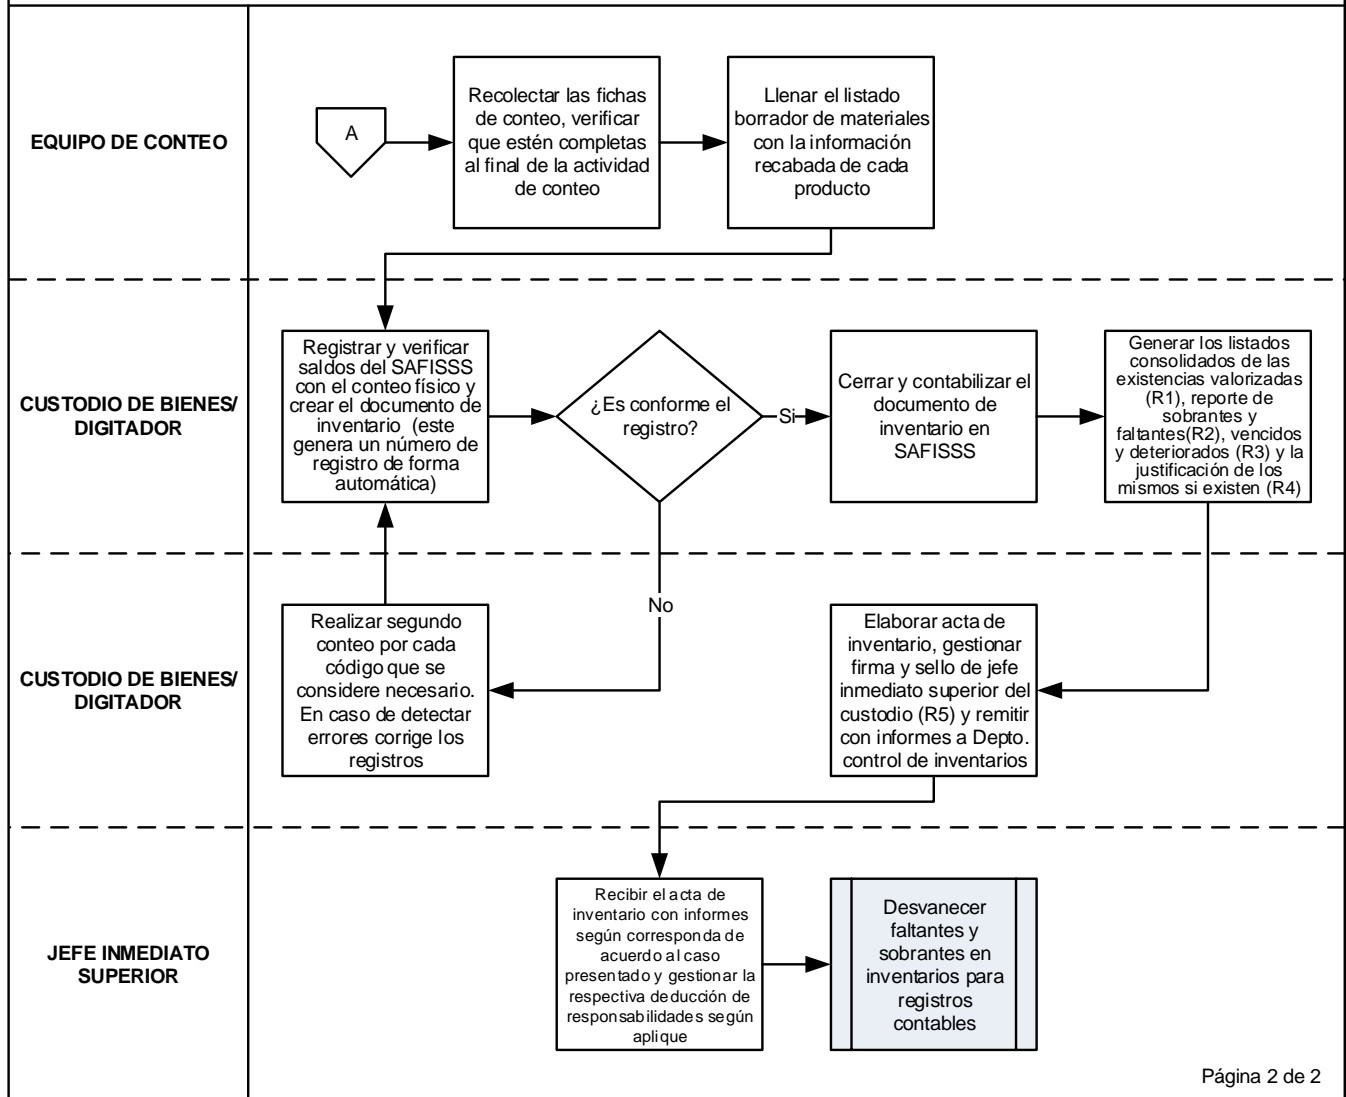 EQUIPO DE CONTEO
A
Recolectar las fichas
de conteo, verificar
que estén completas
al final de la actividad
de conteo
Llenar el listado
borrador de materiales
con la información
recabada de cada
producto
CUSTODIO DE BIENES/
DIGITADOR
Registrar y verificar
saldos del SAFISSS
con el conteo físico y
crear el documento de
inventario (este
genera un número de
registro de forma
automática)
¿Es conforme el
registro?
Si
Cerrar y contabilizar el
documento de
inventario en
SAFISSS
Generar los listados
consolidados de las
existencias valorizadas
(R1), reporte de
sobrantes y
faltantes(R2), vencidos
y deteriorados (R3) y la
justificación de los
mismos si existen (R4)
No
CUSTODIO DE BIENES/
DIGITADOR
Realizar segundo
conteo por cada
código que se
considere necesario.
En caso de detectar
errores corrige los
registros
Elaborar acta de
inventario, gestionar
firma y sello de jefe
inmediato superior del
custodio (R5) y remitir
con informes a Depto.
control de inventarios
JEFE INMEDIATO
SUPERIOR
Recibir el acta de
inventario con informes
según corresponda de
acuerdo al caso
presentado y gestionar la
respectiva deducción de
responsabilidades según
aplique
Desvanecer
faltantes y
sobrantes en
inventarios para
registros
contables
Página 2 de 2